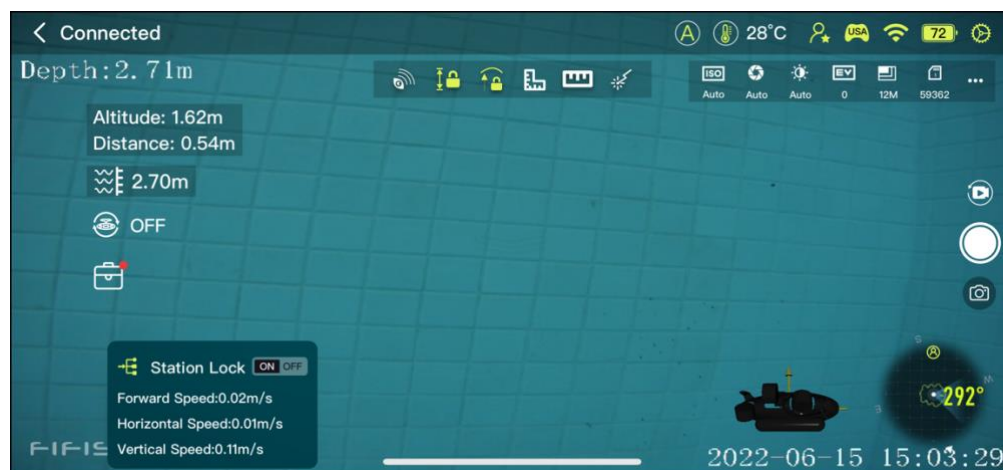 Connected
A
28°C
USA
72
Depth:2.71m
ISO
Auto
Auto
Auto
EV
0
12M
59362
Altitude: 1.62m
Distance: 0.54m
2.70m
OFF
Station Lock ON OFF
Forward Speed:0.02m/s
Horizontal Speed:0.01m/s
Vertical Speed:0.11m/s
S
W
292°
FIFIS
2022-06-15 15:03:29